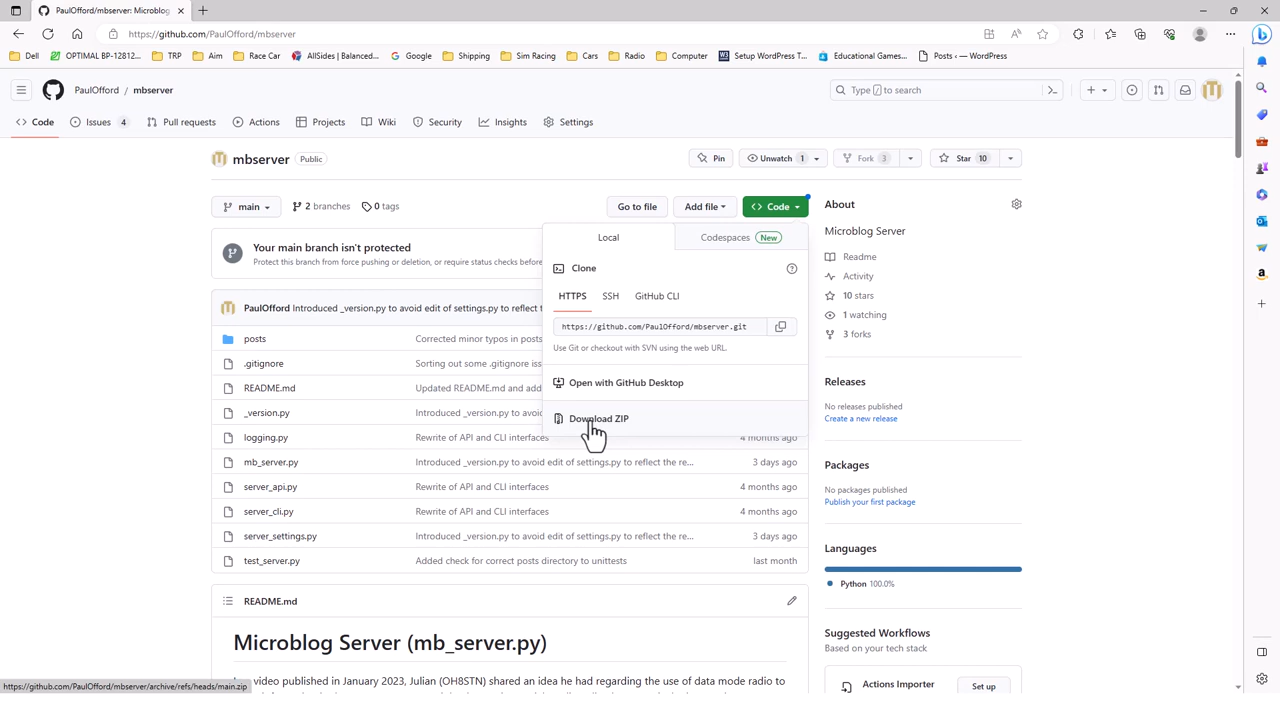 PaulOfford/mbserver: Microblog
https://github.com/PaulOfford/mbserver
Dell OPTIMAL BP-12812... TRP Aim Race Car AllSides | Balanced... Google Shipping Sim Racing Cars Radio Computer Setup WordPress T... Educational Games... Posts ‹ — WordPress
PaulOfford / mbserver
Type / to search
Code Issues 4 Pull requests Actions Projects Wiki Security Insights Settings
mbserver Public
Pin Unwatch 1 Fork 3 Star 10
main 2 branches 0 tags
Go to file Add file Code
Your main branch isn't protected
Protect this branch from force pushing or deletion, or require status checks before
Local Codespaces New
Clone
HTTPS SSH GitHub CLI
https://github.com/PaulOfford/mbserver.git
Use Git or checkout with SVN using the web URL.
Open with GitHub Desktop
Download ZIP
PaulOfford Introduced _version.py to avoid edit of settings.py to reflect the
posts Corrected minor typos in posts
.gitignore Sorting out some .gitignore iss
README.md Updated README.md and add
_version.py Introduced _version.py to avoid edit of settings.py to reflect the
logging.py Rewrite of API and CLI interfaces 4 months ago
mb_server.py Introduced _version.py to avoid edit of settings.py to reflect the re... 3 days ago
server_api.py Rewrite of API and CLI interfaces 4 months ago
server_cli.py Rewrite of API and CLI interfaces 4 months ago
server_settings.py Introduced _version.py to avoid edit of settings.py to reflect the re... 3 days ago
test_server.py Added check for correct posts directory to unittests last month
README.md
Microblog Server (mb_server.py)
video published in January 2023, Julian (OH8STN) shared an idea he had regarding the use of data mode radio to
https://github.com/PaulOfford/mbserver/archive/refs/heads/main.zip
About
Microblog Server
Readme
Activity
10 stars
1 watching
3 forks
Releases
No releases published
Create a new release
Packages
No packages published
Publish your first package
Languages
Python 100.0%
Suggested Workflows
Based on your tech stack
Actions Importer Set up